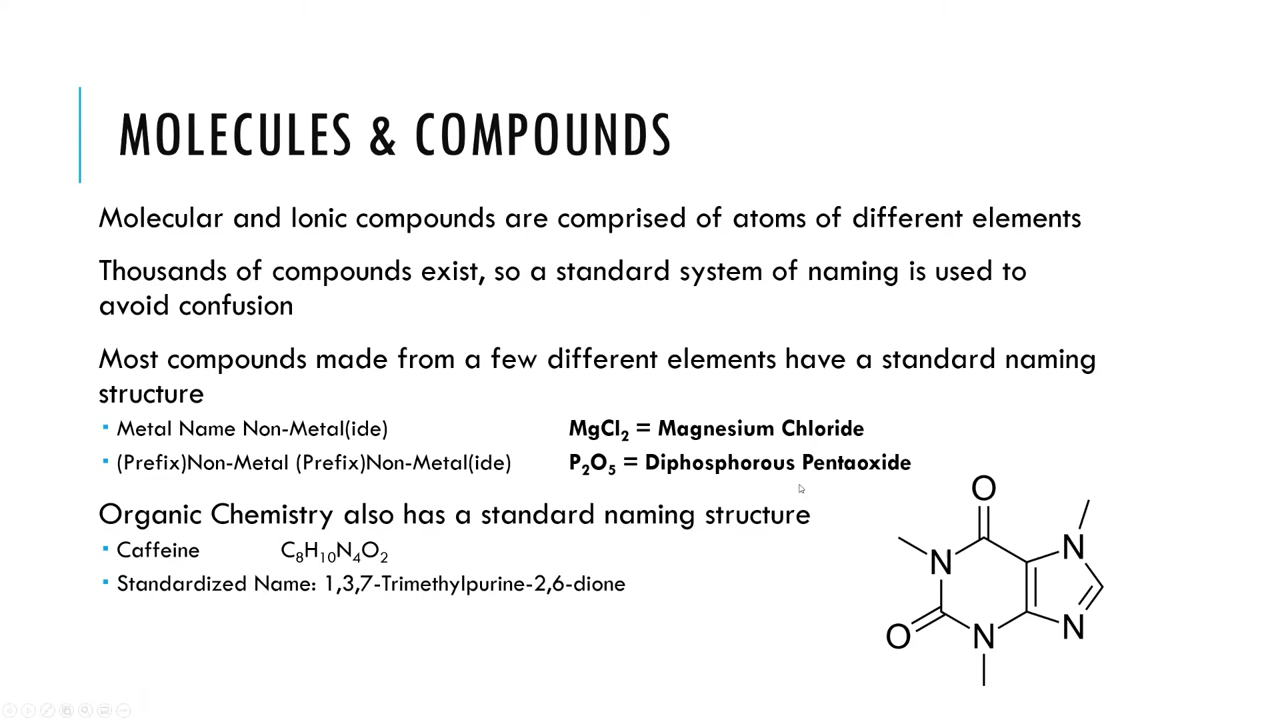 MOLECULES & COMPOUNDS
Molecular and Ionic compounds are comprised of atoms of different elements
Thousands of compounds exist, so a standard system of naming is used to
avoid confusion
Most compounds made from a few different elements have a standard naming
structure
▪ Metal Name Non-Metal(ide) MgCl₂ = Magnesium Chloride
▪ (Prefix)Non-Metal (Prefix)Non-Metal(ide) P₂O₅ = Diphosphorous Pentaoxide
Organic Chemistry also has a standard naming structure
▪ Caffeine C₈H₁₀N₄O₂
▪ Standardized Name: 1,3,7-Trimethylpurine-2,6-dione
O
N
N
O
N
N